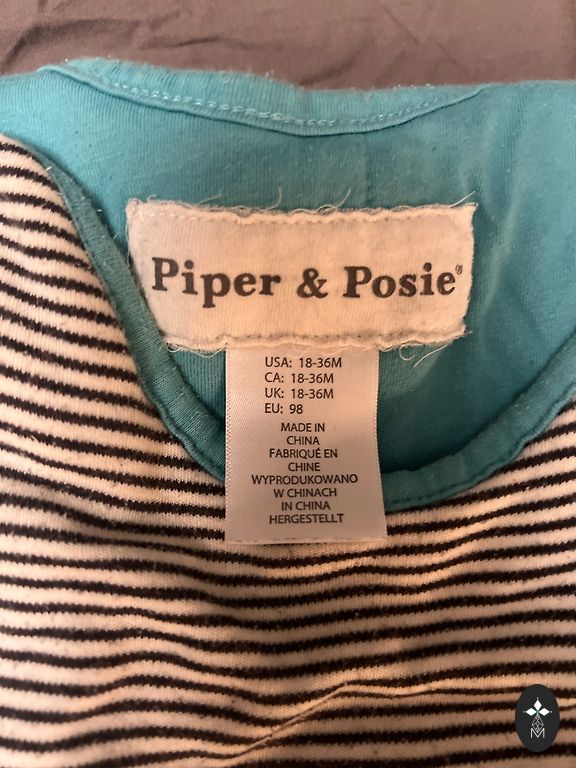 Piper & Posie®
USA: 18-36M
CA: 18-36M
UK: 18-36M
EU: 98
MADE IN
CHINA
FABRIQUÉ EN
CHINE
WYPRODUKOWANO
W CHINACH
IN CHINA
HERGESTELLT
M